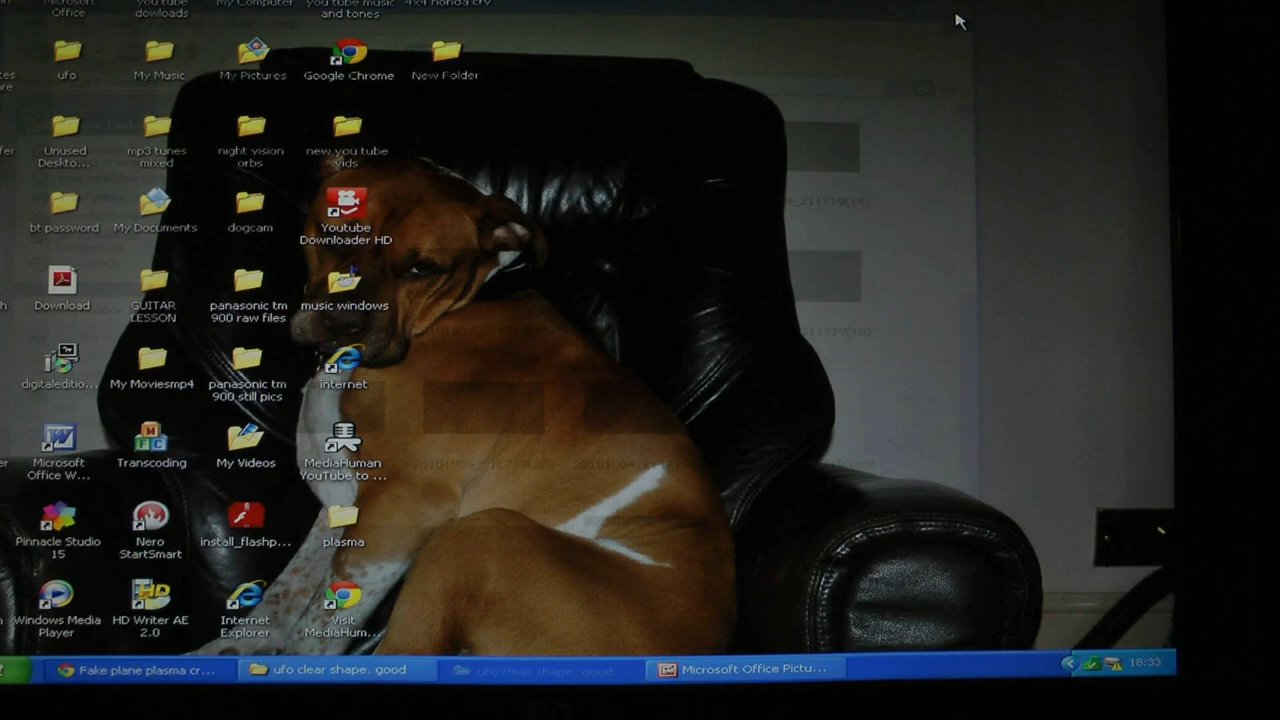 Microsoft
Office
you tube
dowloads
My Computer
you tube music
and tones
4x4 honda crv
ufo
My Music
My Pictures
Google Chrome
New Folder
Unused
Deskto...
mp3 tunes
mixed
night vision
orbs
new you tube
vids
bt password
My Documents
dogcam
Youtube
Downloader HD
Download
GUITAR
LESSON
panasonic tm
900 raw files
music windows
digitaleditio...
My Moviesmp4
panasonic tm
900 still pics
internet
Microsoft
Office W...
Transcoding
My Videos
MediaHuman
YouTube to ...
Pinnacle Studio
15
Nero
StartSmart
install_flashp...
plasma
Windows Media
Player
HD Writer AE
2.0
Internet
Explorer
Visit
MediaHum...
Fake plane plasma cr...
ufo clear shape. good
ufo clear shape. good
Microsoft Office Pictu...
18:33